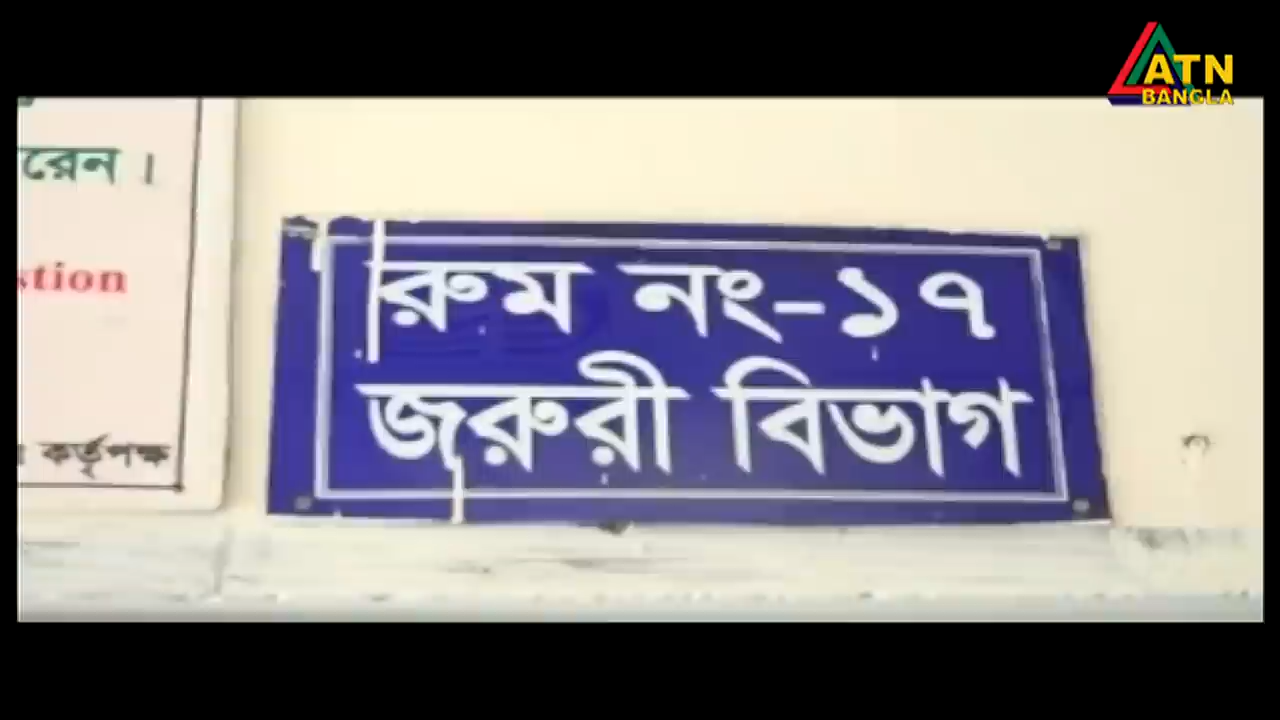 ATN
BANGLA
রেন ।
stion
কর্তৃপক্ষ
রুম নং-১৭
জরুরী বিভাগ